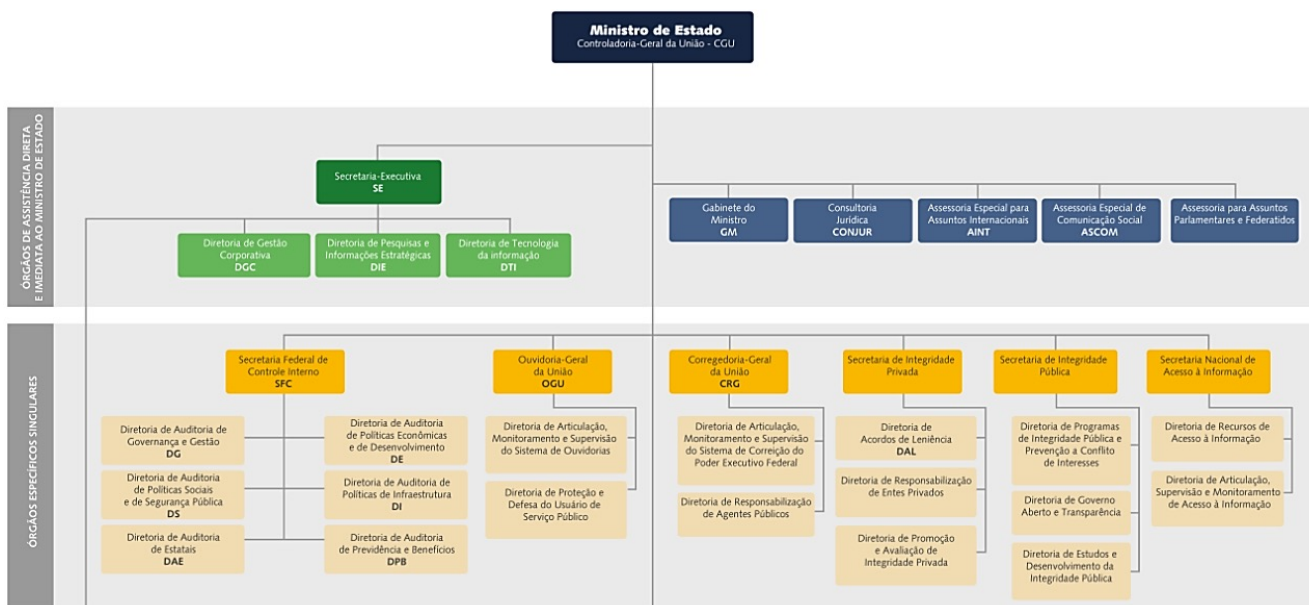 Ministro de Estado
Controladoria-Geral da União - CGU
ÓRGÃOS DE ASSISTÊNCIA DIRETA
E IMEDIATA AO MINISTRO DE ESTADO
Secretaria-Executiva
SE
Diretoria de Gestão
Corporativa
DGC
Diretoria de Pesquisas e
Informações Estratégicas
DIE
Diretoria de Tecnologia
da informação
DTI
Gabinete do
Ministro
GM
Consultoria
Jurídica
CONJUR
Assessoria Especial para
Assuntos Internacionais
AINT
Assessoria Especial de
Comunicação Social
ASCOM
Assessoria para Assuntos
Parlamentares e Federatidos
ÓRGÃOS ESPECÍFICOS SINGULARES
Secretaria Federal de
Controle Interno
SFC
Diretoria de Auditoria de
Governança e Gestão
DG
Diretoria de Auditoria
de Políticas Econômicas
e de Desenvolvimento
DE
Diretoria de Auditoria
de Políticas Sociais
e de Segurança Pública
DS
Diretoria de Auditoria de
Políticas de Infraestrutura
DI
Diretoria de Auditoria
de Estatais
DAE
Diretoria de Auditoria
de Previdência e Benefícios
DPB
Ouvidoria-Geral
da União
OGU
Diretoria de Articulação,
Monitoramento e Supervisão
do Sistema de Ouvidorias
Diretoria de Proteção e
Defesa do Usuário de
Serviço Público
Corregedoria-Geral
da União
CRG
Diretoria de Articulação,
Monitoramento e Supervisão
do Sistema de Correição do
Poder Executivo Federal
Diretoria de Responsabilização
de Agentes Públicos
Secretaria de Integridade
Privada
Diretoria de
Acordos de Leniência
DAL
Diretoria de Responsabilização
de Entes Privados
Diretoria de Promoção
e Avaliação de
Integridade Privada
Secretaria de Integridade
Pública
Diretoria de Programas
de Integridade Pública e
Prevenção a Conflito
de Interesses
Diretoria de Governo
Aberto e Transparência
Diretoria de Estudos e
Desenvolvimento da
Integridade Pública
Secretaria Nacional de
Acesso à Informação
Diretoria de Recursos de
Acesso à Informação
Diretoria de Articulação,
Supervisão e Monitoramento
de Acesso à Informação